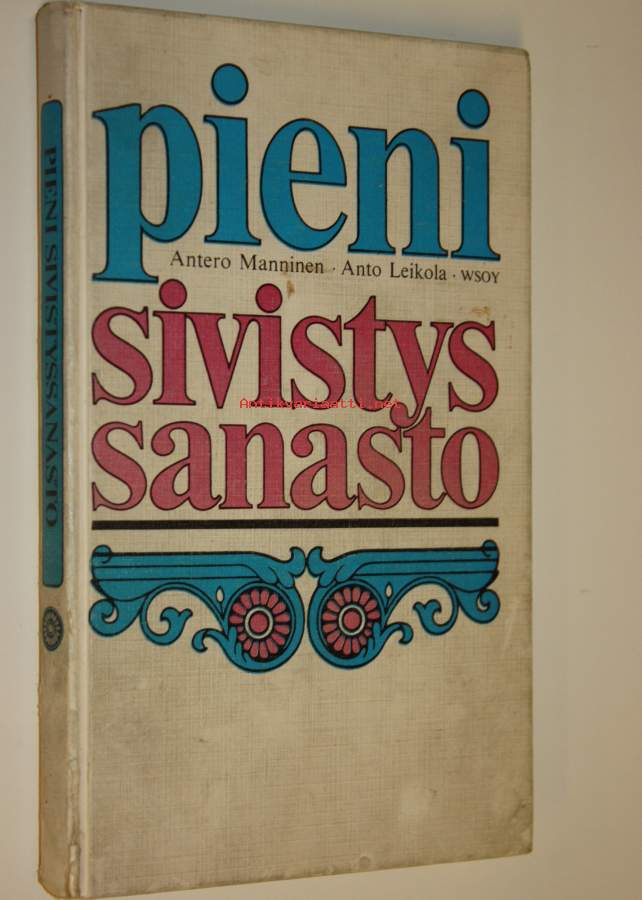 pieni
Antero Manninen · Anto Leikola · WSOY
sivistys
Antikvariaatti.net
sanasto
PIENI SIVISTYSSANASTO